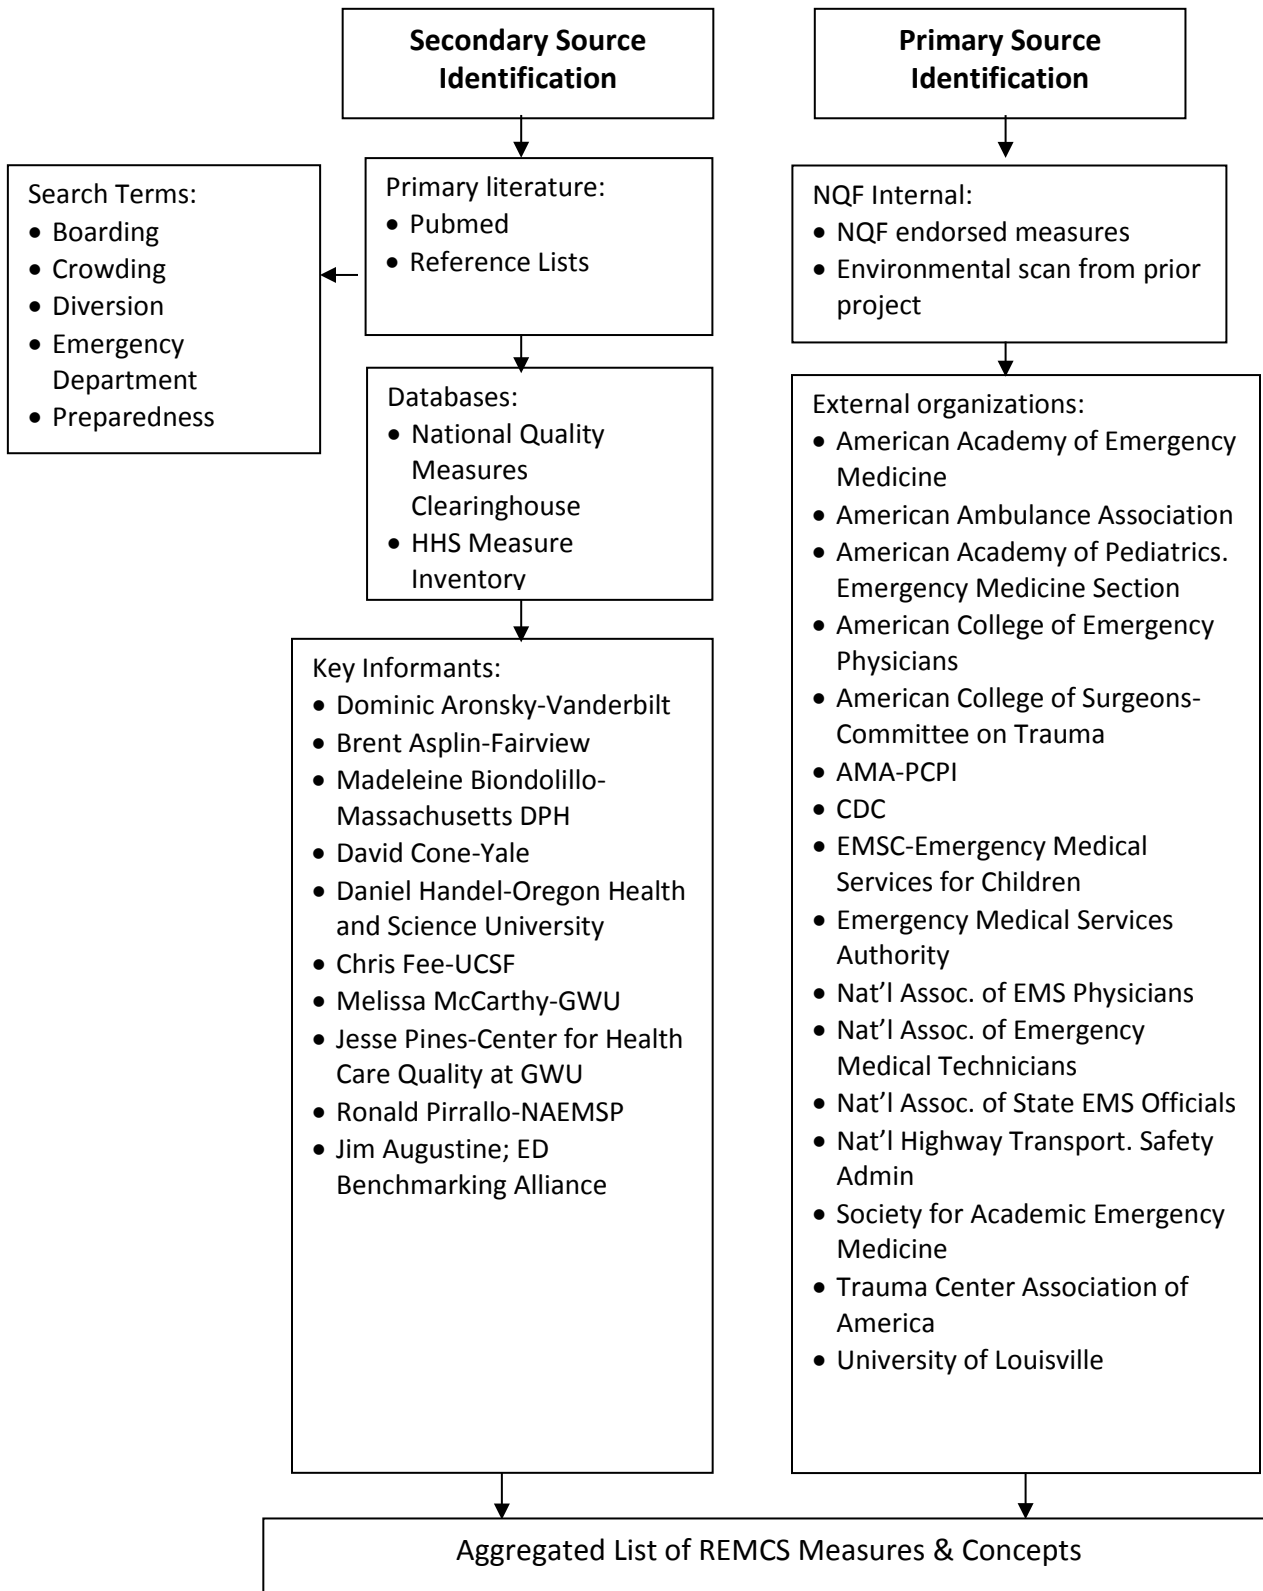 Secondary Source
Identification
Primary Source
Identification
Search Terms:
• Boarding
• Crowding
• Diversion
• Emergency
Department
• Preparedness
Primary literature:
• Pubmed
• Reference Lists
Databases:
• National Quality
Measures
Clearinghouse
• HHS Measure
Inventory
Key Informants:
• Dominic Aronsky-Vanderbilt
• Brent Asplin-Fairview
• Madeleine Biondolillo-
Massachusetts DPH
• David Cone-Yale
• Daniel Handel-Oregon Health
and Science University
• Chris Fee-UCSF
• Melissa McCarthy-GWU
• Jesse Pines-Center for Health
Care Quality at GWU
• Ronald Pirrallo-NAEMSP
• Jim Augustine; ED
Benchmarking Alliance
NQF Internal:
• NQF endorsed measures
• Environmental scan from prior
project
External organizations:
• American Academy of Emergency
Medicine
• American Ambulance Association
• American Academy of Pediatrics.
Emergency Medicine Section
• American College of Emergency
Physicians
• American College of Surgeons-
Committee on Trauma
• AMA-PCPI
• CDC
• EMSC-Emergency Medical
Services for Children
• Emergency Medical Services
Authority
• Nat’l Assoc. of EMS Physicians
• Nat’l Assoc. of Emergency
Medical Technicians
• Nat’l Assoc. of State EMS Officials
• Nat’l Highway Transport. Safety
Admin
• Society for Academic Emergency
Medicine
• Trauma Center Association of
America
• University of Louisville
Aggregated List of REMCS Measures & Concepts